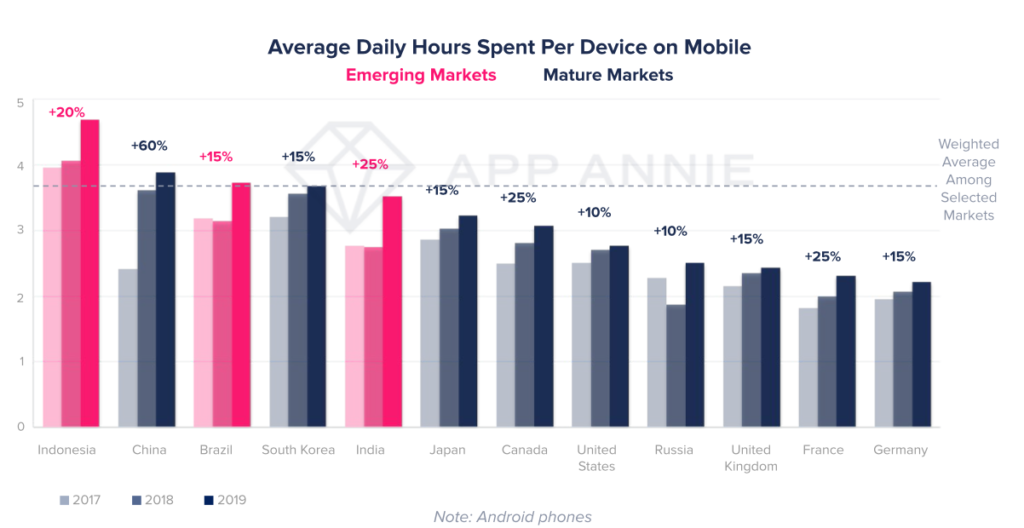 Average Daily Hours Spent Per Device on Mobile
Emerging Markets Mature Markets
5
4
3
2
1
0
+20%
+60%
+15%
+15%
+25%
+15%
+25%
+10%
+10%
+15%
+25%
+15%
APP ANNIE
Weighted
Average
Among
Selected
Markets
Indonesia
China
Brazil
South Korea
India
Japan
Canada
United
States
Russia
United
Kingdom
France
Germany
2017 2018 2019
Note: Android phones